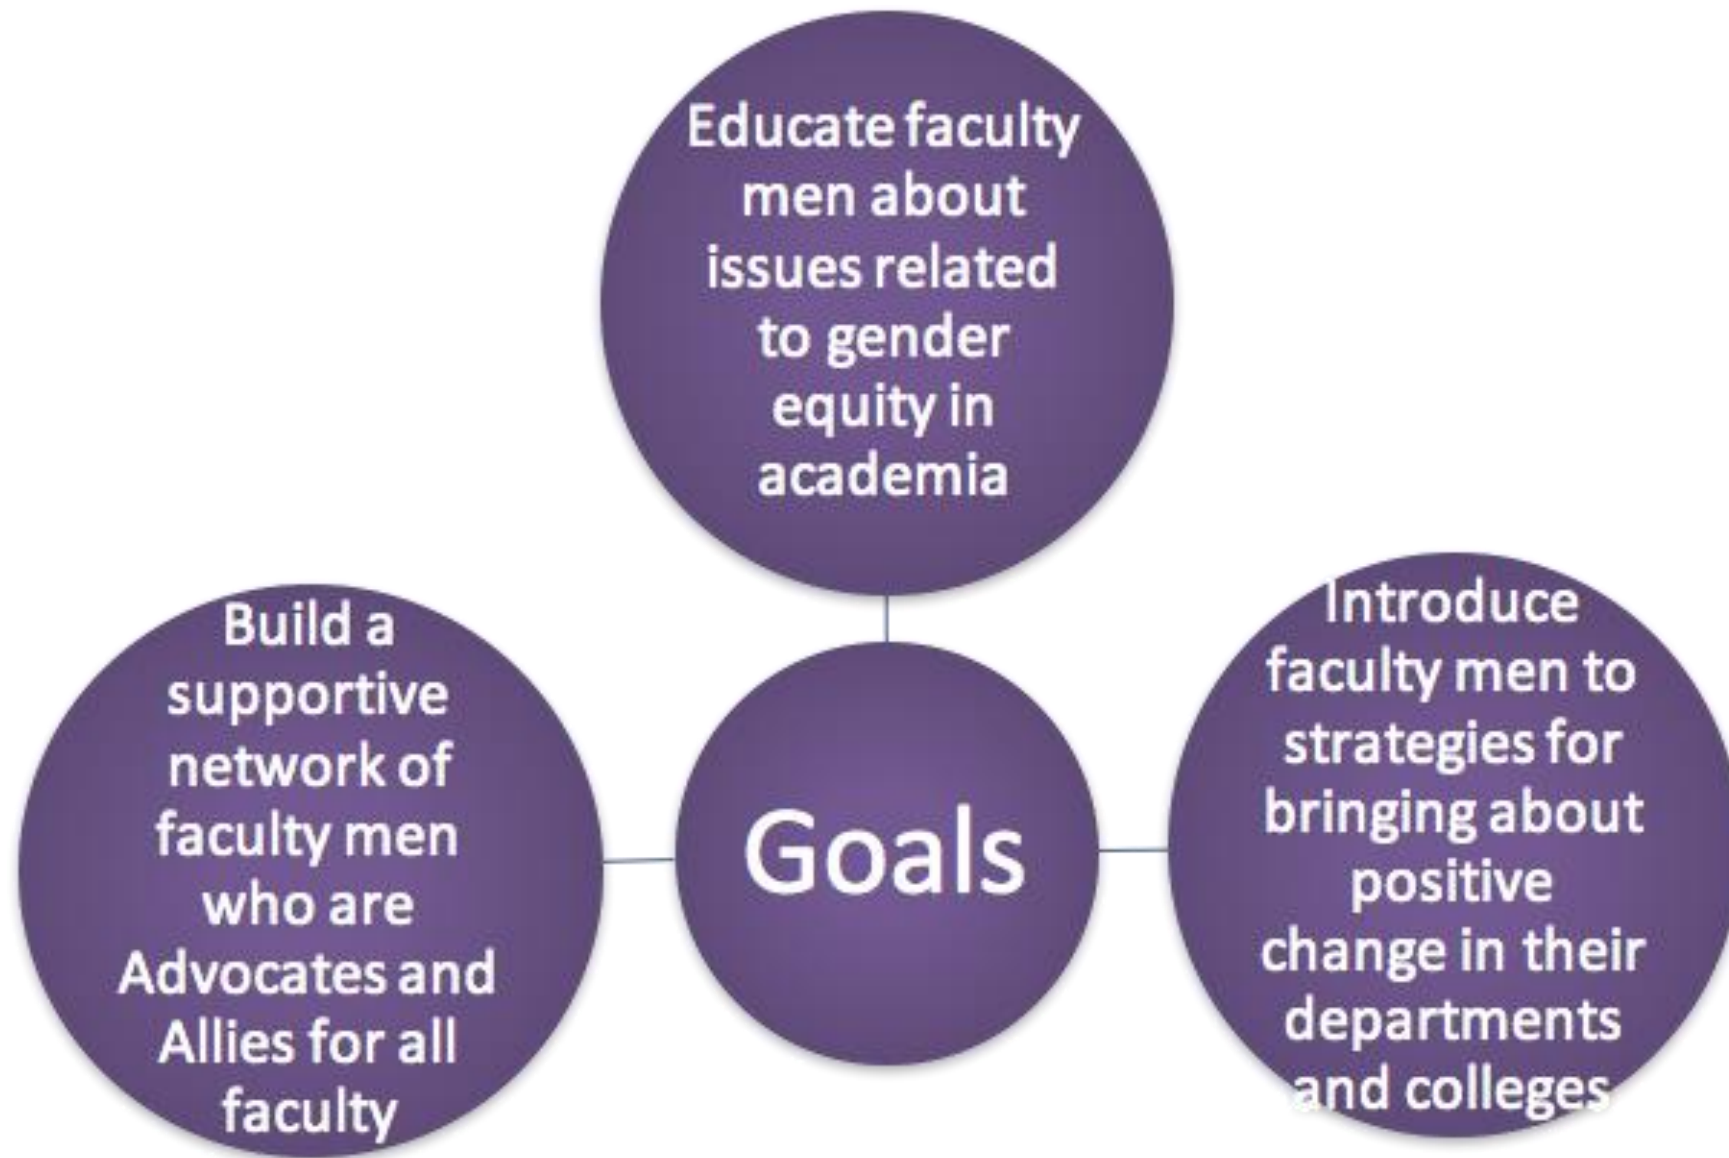 Educate faculty
men about
issues related
to gender
equity in
academia
Build a
supportive
network of
faculty men
who are
Advocates and
Allies for all
faculty
Goals
Introduce
faculty men to
strategies for
bringing about
positive
change in their
departments
and colleges